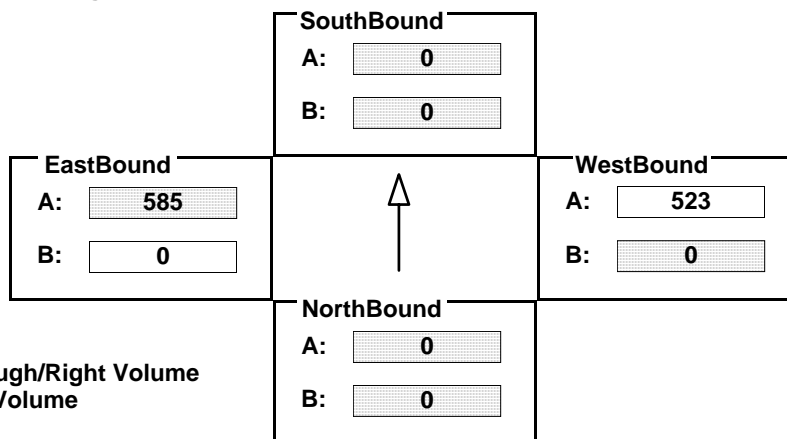 SouthBound
A: 0
B: 0
EastBound
A: 585
B: 0
WestBound
A: 523
B: 0
NorthBound
A: 0
B: 0
ugh/Right Volume
Volume